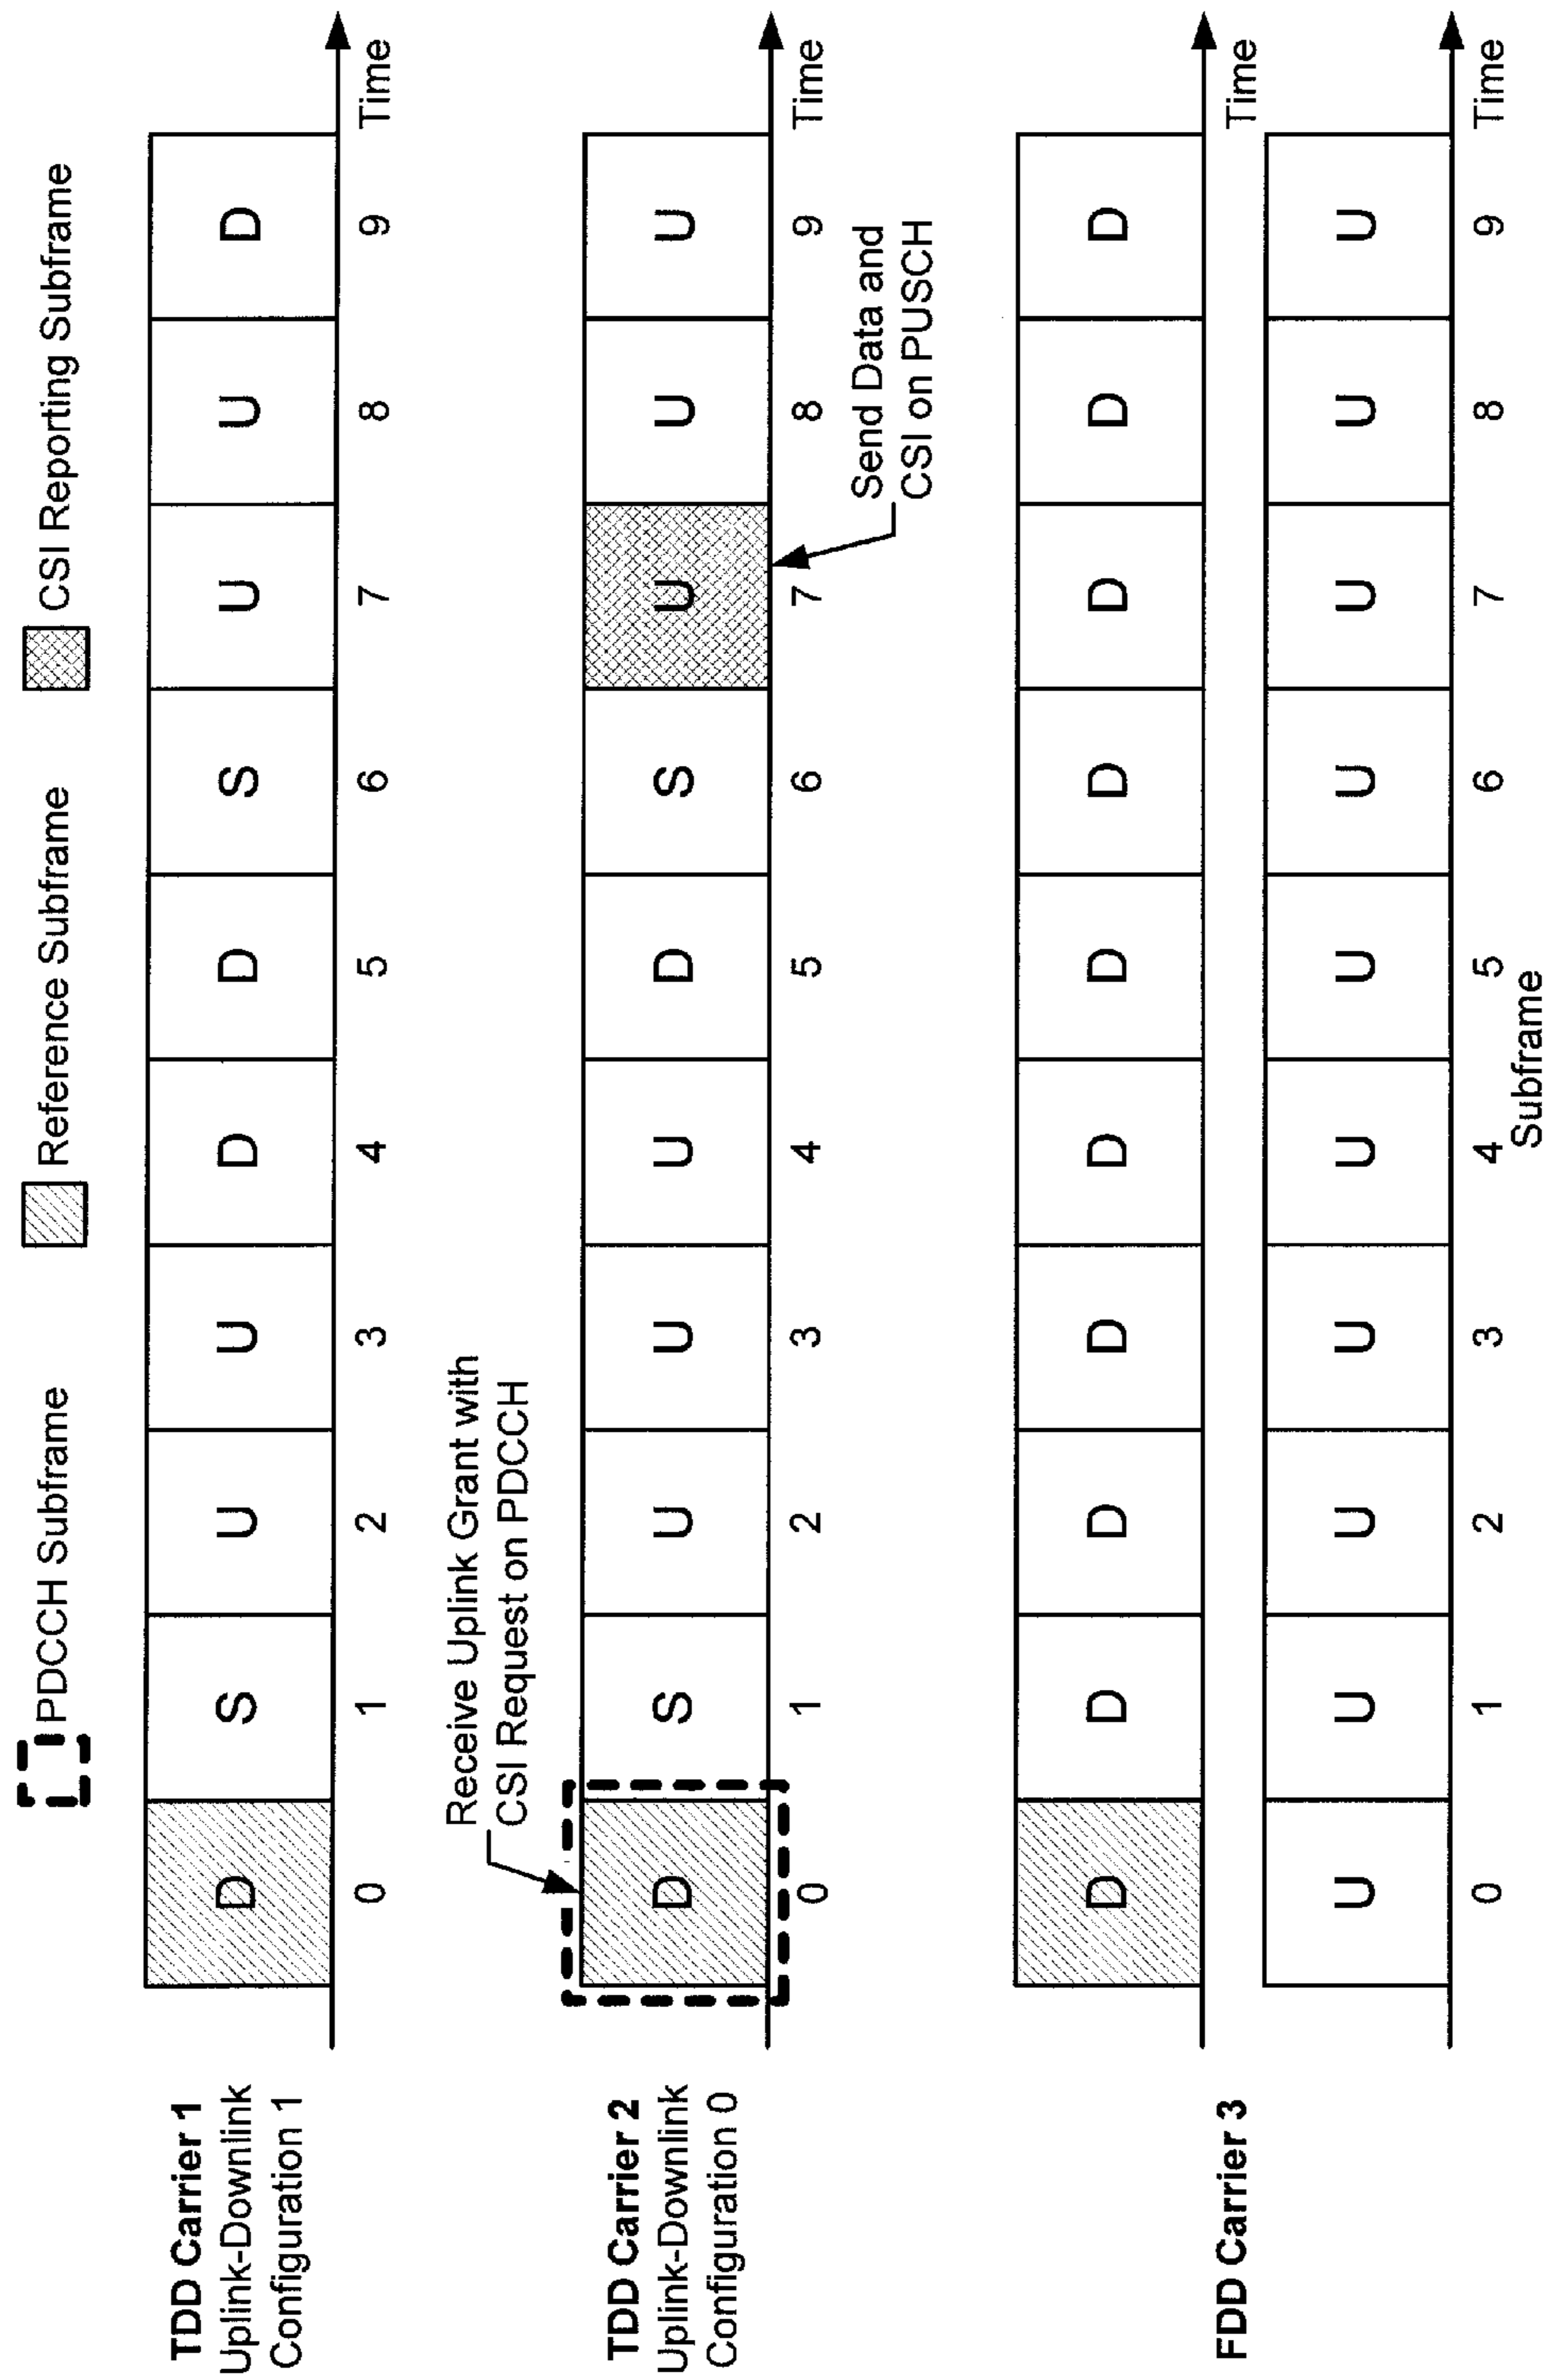 PDCCH Subframe
Reference Subframe
CSI Reporting Subframe
TDD Carrier 1
Uplink-Downlink
Configuration 1
D S U U D D S U U D
0 1 2 3 4 5 6 7 8 9 Time
Receive Uplink Grant with
CSI Request on PDCCH
TDD Carrier 2
Uplink-Downlink
Configuration 0
D S U U U D S U U U
0 1 2 3 4 5 6 7 8 9 Time
Send Data and
CSI on PUSCH
FDD Carrier 3
D D D D D D D D D D
Time
U U U U U U U U U U
0 1 2 3 4 5 6 7 8 9 Time
Subframe